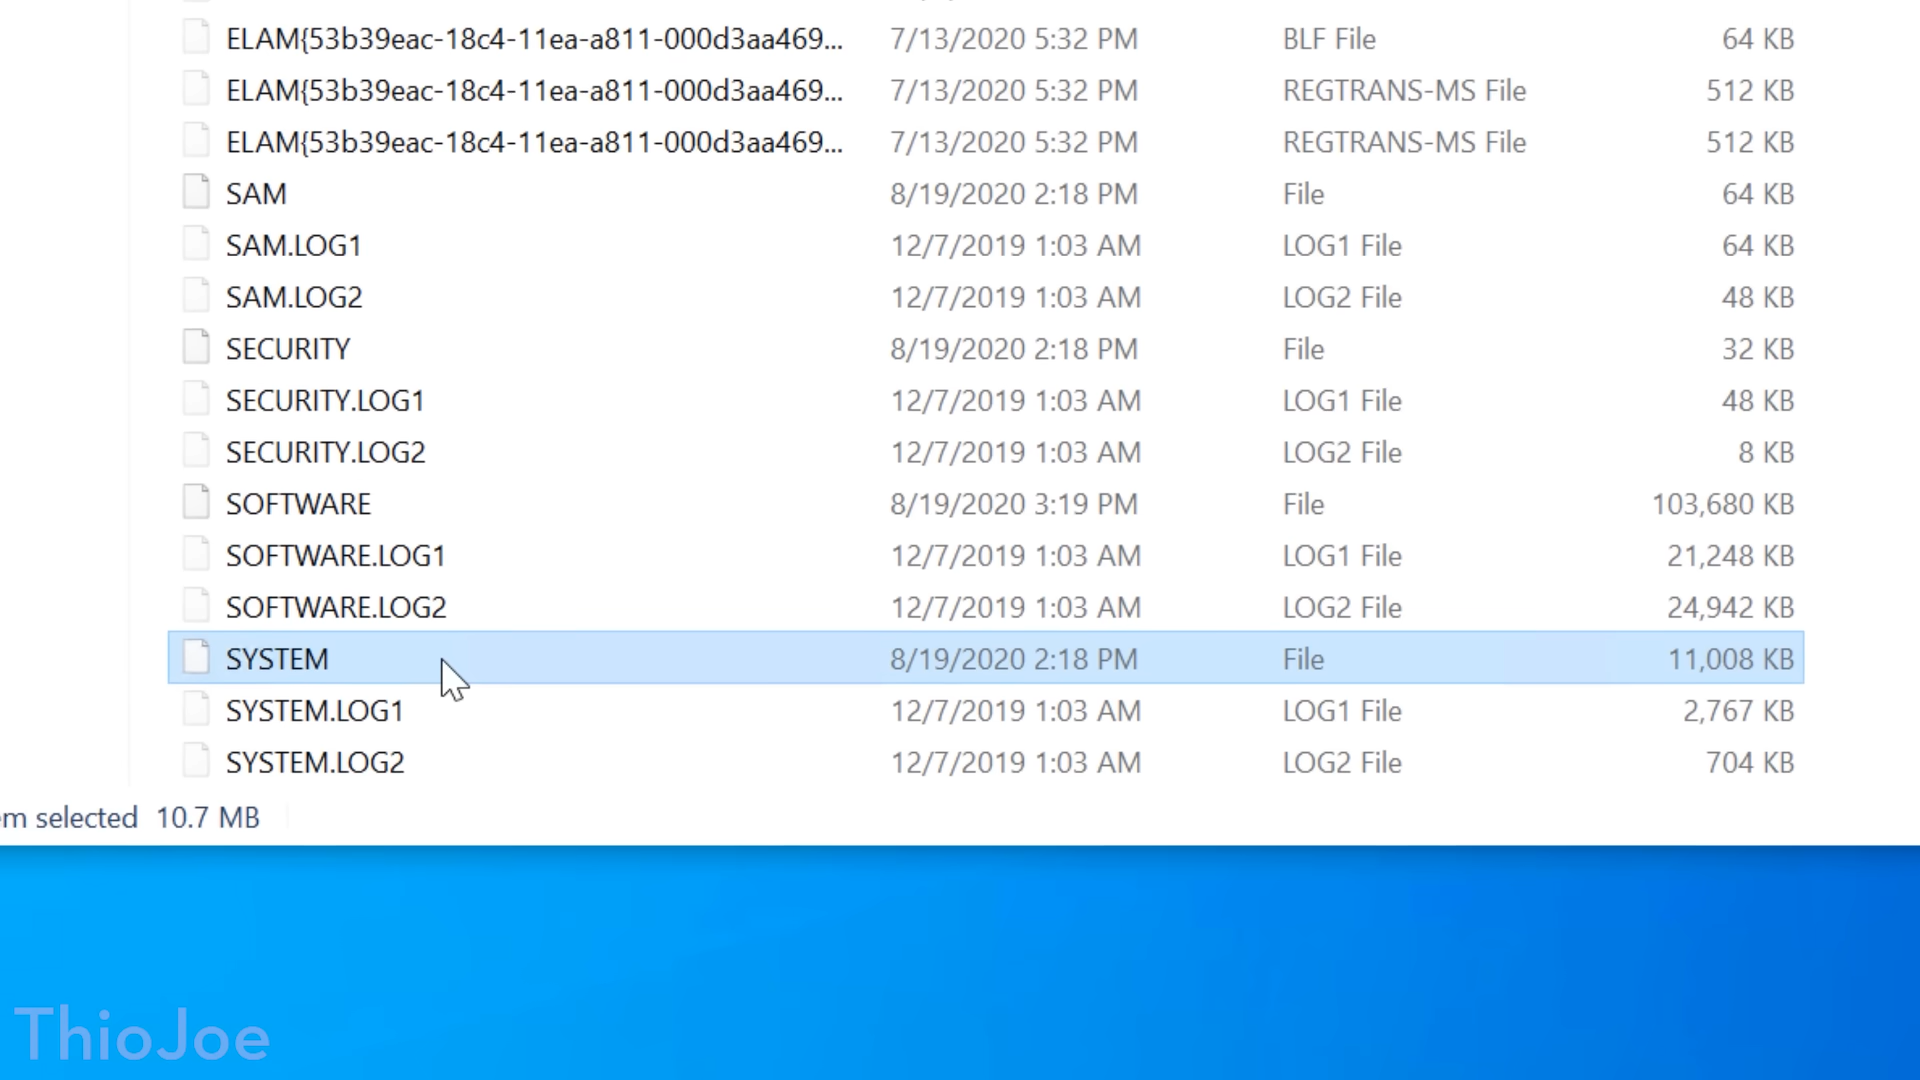 ELAM{53b39eac-18c4-11ea-a811-000d3aa469... 7/13/2020 5:32 PM BLF File 64 KB
ELAM{53b39eac-18c4-11ea-a811-000d3aa469... 7/13/2020 5:32 PM REGTRANS-MS File 512 KB
ELAM{53b39eac-18c4-11ea-a811-000d3aa469... 7/13/2020 5:32 PM REGTRANS-MS File 512 KB
SAM 8/19/2020 2:18 PM File 64 KB
SAM.LOG1 12/7/2019 1:03 AM LOG1 File 64 KB
SAM.LOG2 12/7/2019 1:03 AM LOG2 File 48 KB
SECURITY 8/19/2020 2:18 PM File 32 KB
SECURITY.LOG1 12/7/2019 1:03 AM LOG1 File 48 KB
SECURITY.LOG2 12/7/2019 1:03 AM LOG2 File 8 KB
SOFTWARE 8/19/2020 3:19 PM File 103,680 KB
SOFTWARE.LOG1 12/7/2019 1:03 AM LOG1 File 21,248 KB
SOFTWARE.LOG2 12/7/2019 1:03 AM LOG2 File 24,942 KB
SYSTEM 8/19/2020 2:18 PM File 11,008 KB
SYSTEM.LOG1 12/7/2019 1:03 AM LOG1 File 2,767 KB
SYSTEM.LOG2 12/7/2019 1:03 AM LOG2 File 704 KB
em selected 10.7 MB
ThioJoe